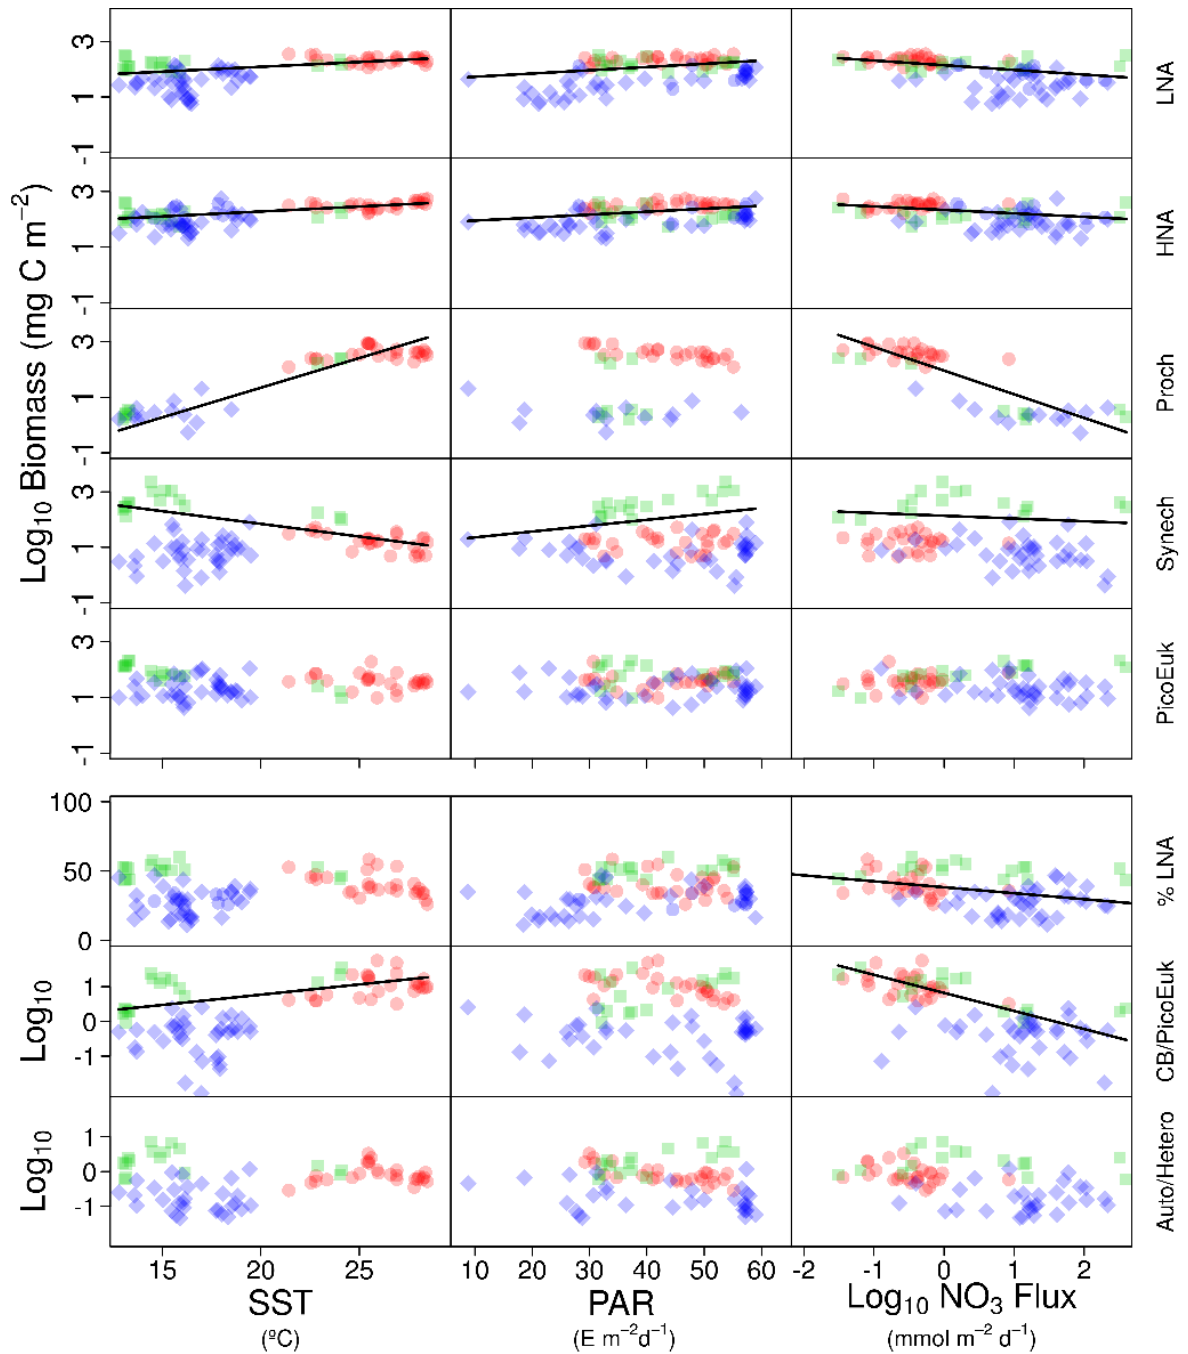 Log10 Biomass (mg C m−2)
3
1
-1
LNA
3
1
-1
HNA
3
1
-1
Proch
3
1
-1
Synech
3
1
-1
PicoEuk
100
50
0
% LNA
Log10
1
0
-1
CB/PicoEuk
Log10
1
0
-1
Auto/Hetero
15 20 25
10 20 30 40 50 60
-2 -1 0 1 2
SST
(ºC)
PAR
(E m−2d−1)
Log10 NO3 Flux
(mmol m−2 d−1)